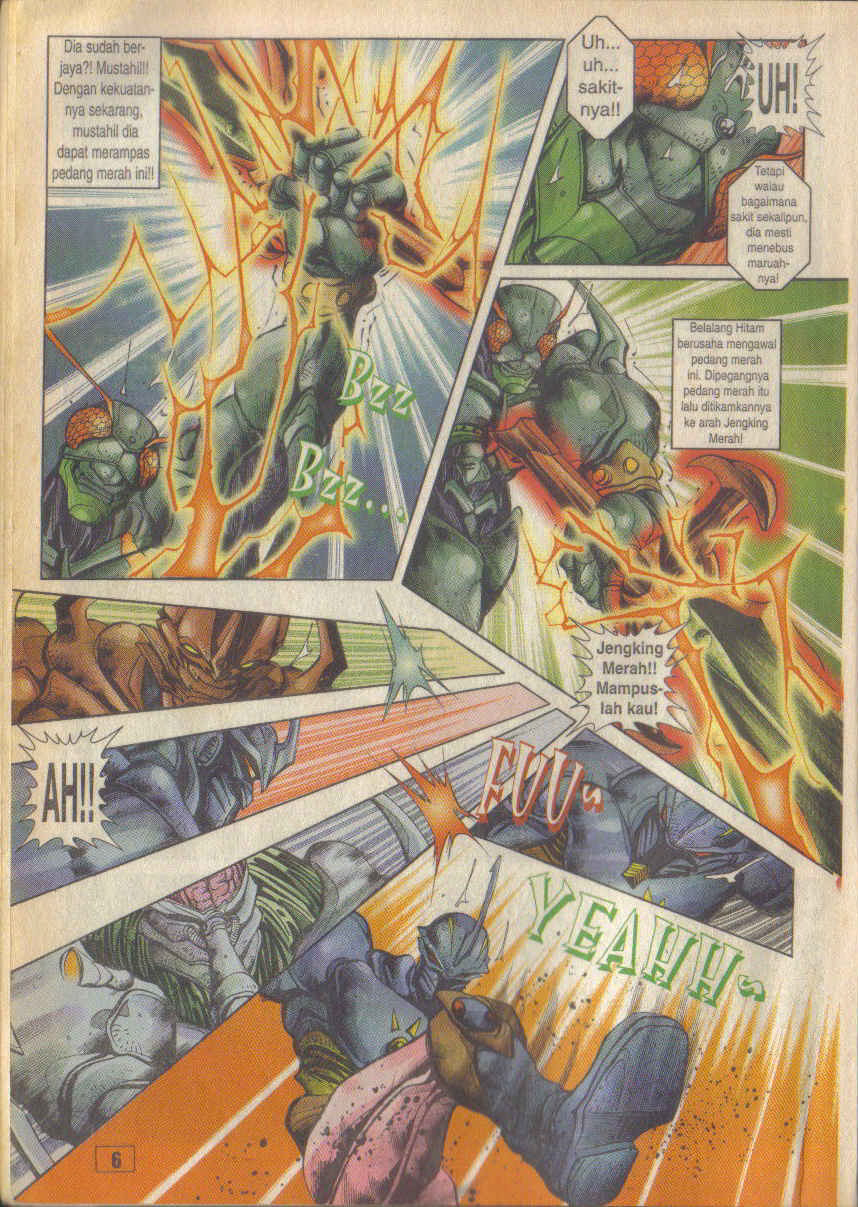 Dia sudah ber-
jaya?! Mustahil!
Dengan kekuatan-
nya sekarang,
mustahil dia
dapat merampas
pedang merah ini!!
Uh...
uh...
sakit-
nya!!
UH!
Tetapi
walau
bagaimana
sakit sekalipun,
dia mesti
menebus
maruah-
nya!
Bzz
Bzz...
Belalang Hitam
berusaha mengawal
pedang merah
ini. Dipegangnya
pedang merah itu
lalu ditikamkannya
ke arah Jengking
Merah!
Jengking
Merah!!
Mampus-
lah kau!
AH!!
FUUs
YEAHHs
6